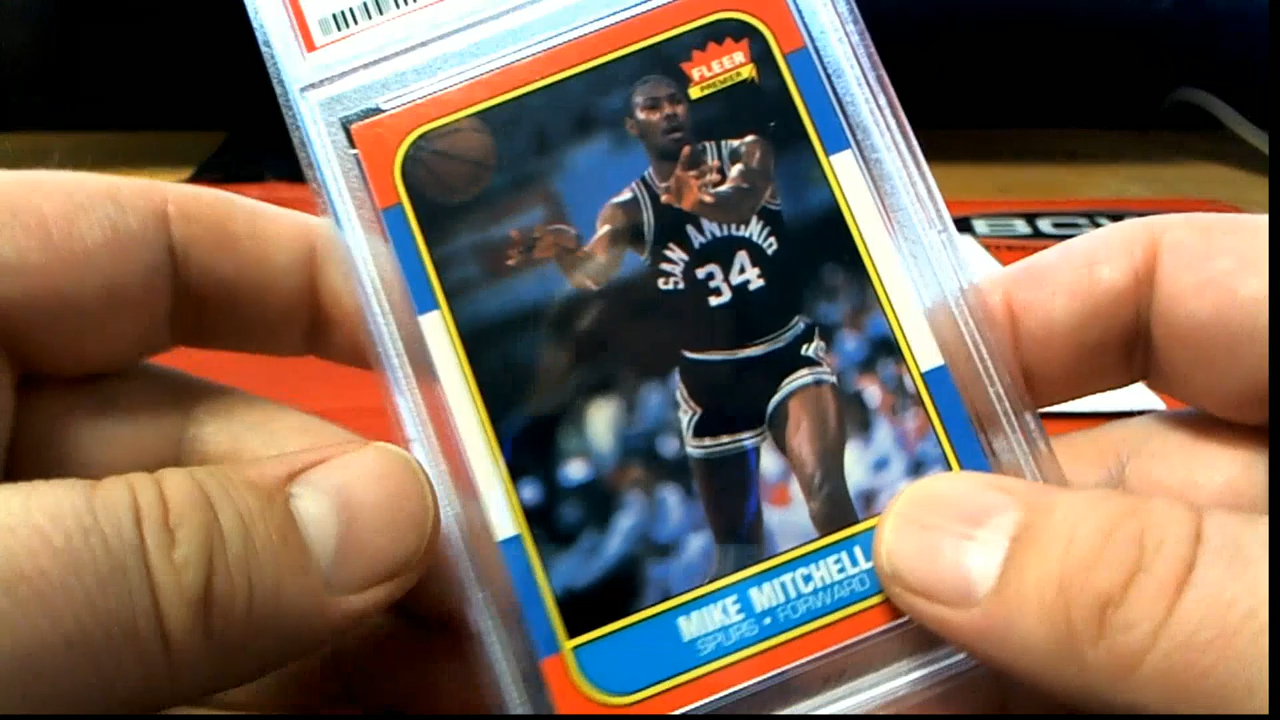 FLEER
PREMIER
SAN ANTONIO
34
MIKE MITCHELL
SPURS • FORWARD